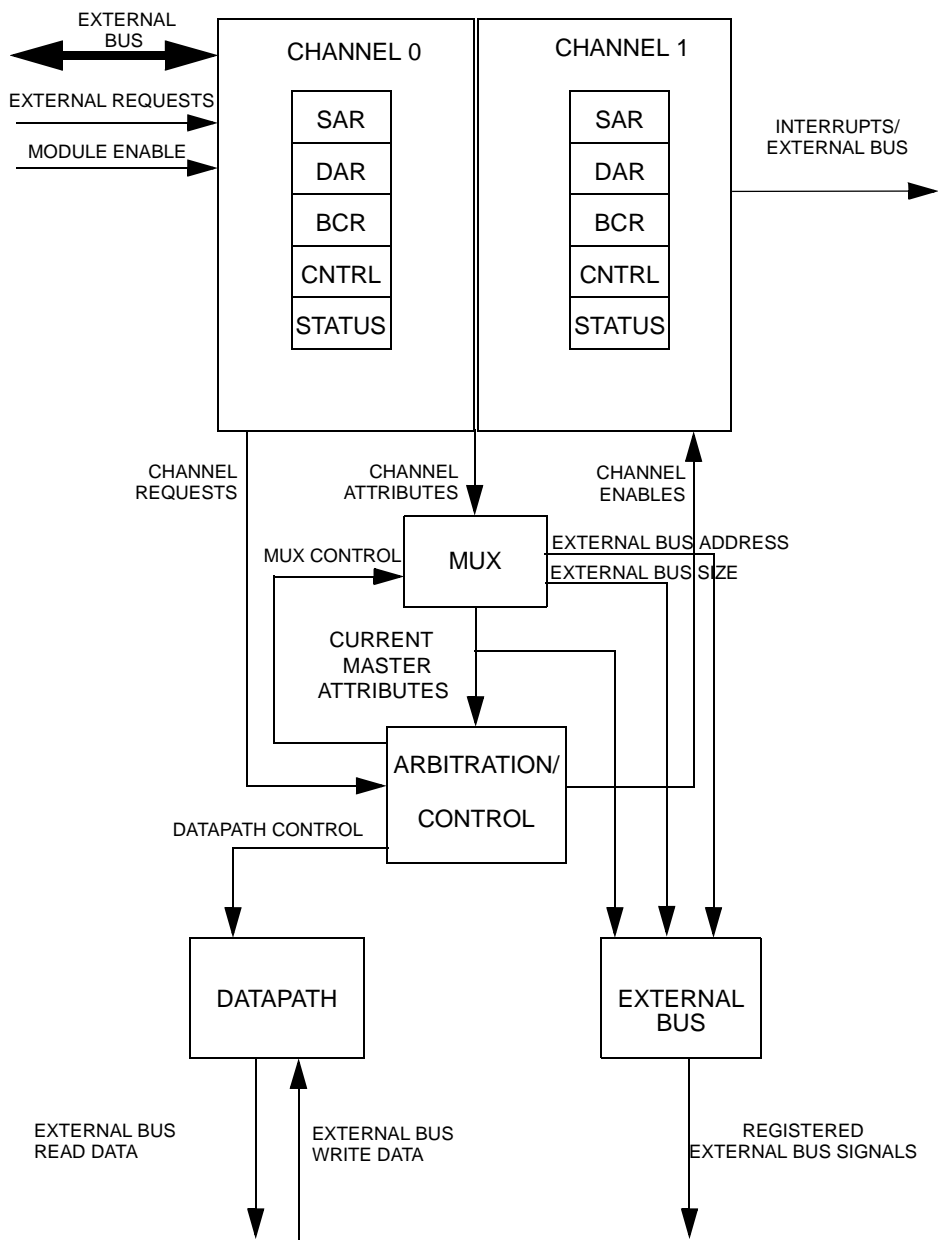 EXTERNAL
BUS
EXTERNAL REQUESTS
MODULE ENABLE
CHANNEL 0
SAR
DAR
BCR
CNTRL
STATUS
CHANNEL 1
SAR
DAR
BCR
CNTRL
STATUS
INTERRUPTS/
EXTERNAL BUS
CHANNEL
REQUESTS
CHANNEL
ATTRIBUTES
CHANNEL
ENABLES
MUX CONTROL
MUX
EXTERNAL BUS ADDRESS
EXTERNAL BUS SIZE
CURRENT
MASTER
ATTRIBUTES
ARBITRATION/
CONTROL
DATAPATH CONTROL
DATAPATH
EXTERNAL
BUS
EXTERNAL BUS
READ DATA
EXTERNAL BUS
WRITE DATA
REGISTERED
EXTERNAL BUS SIGNALS